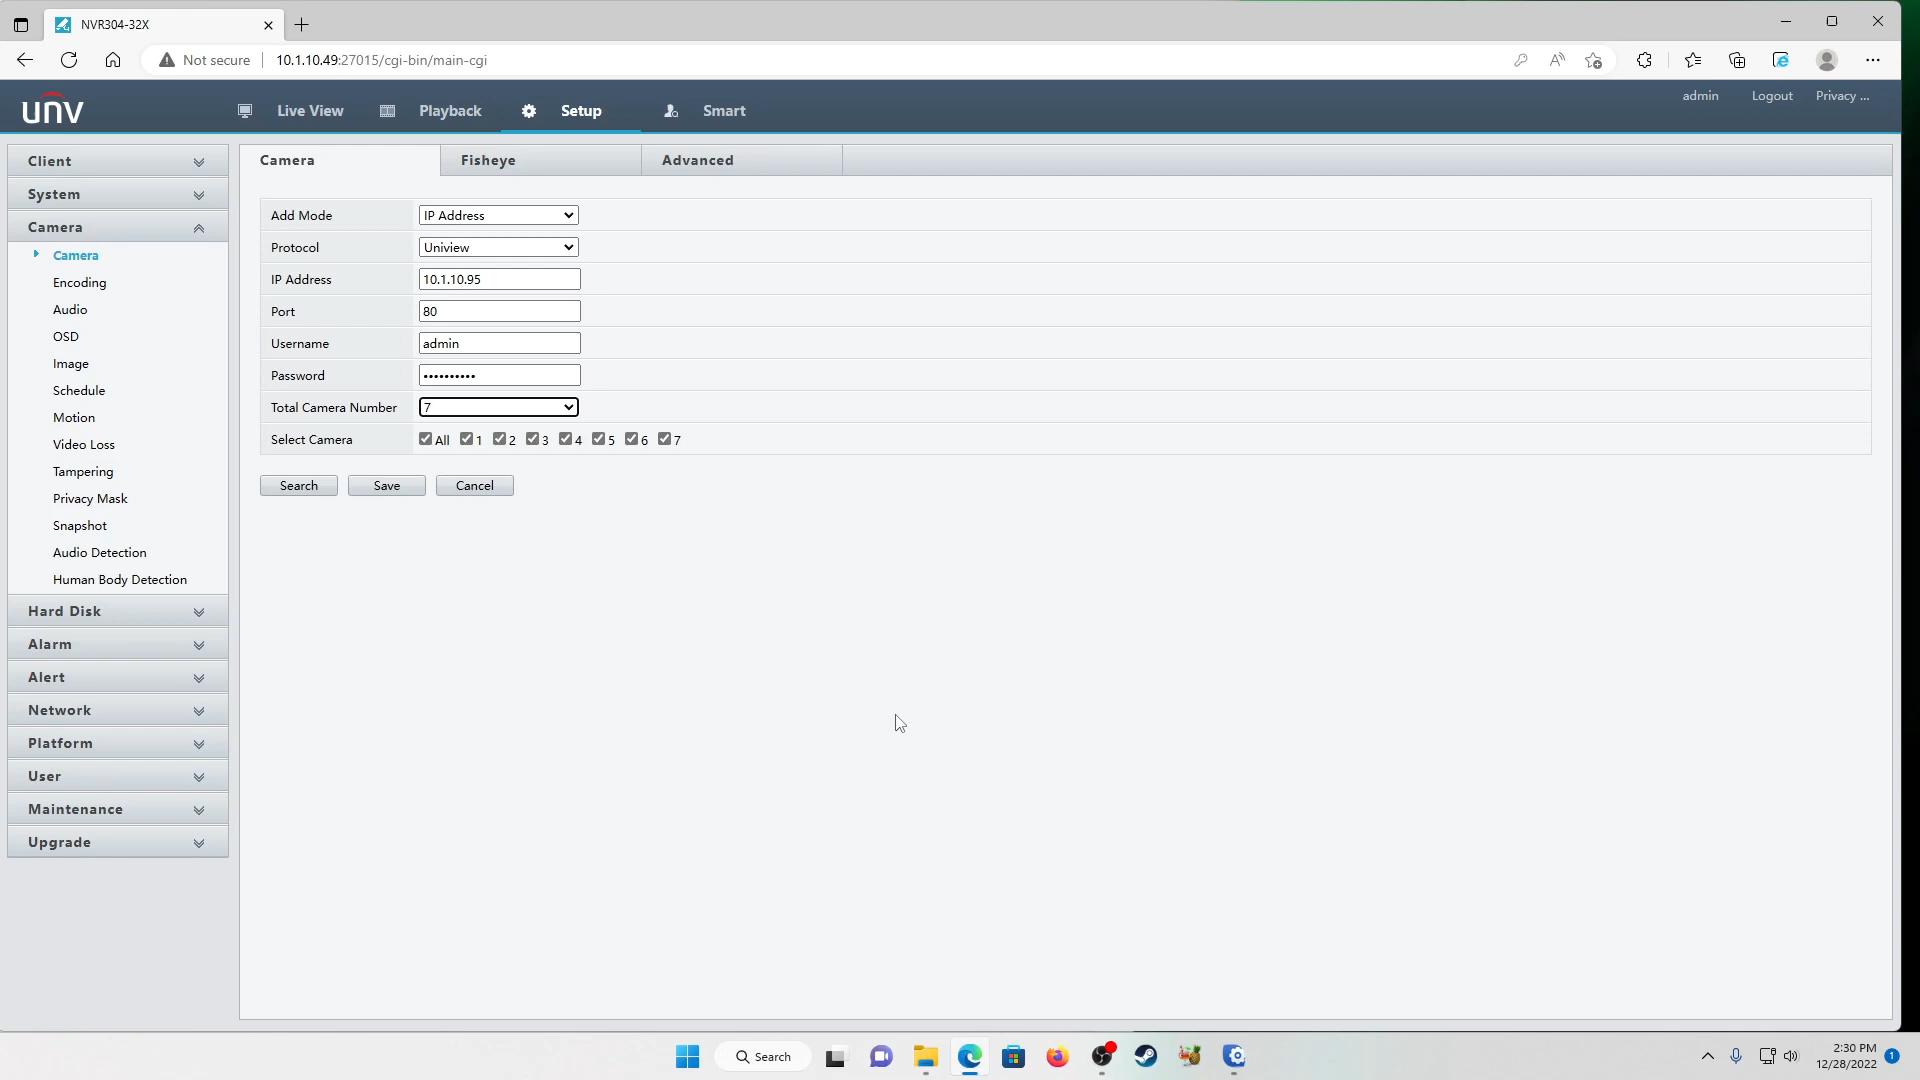 NVR304-32X
Not secure
10.1.10.49:27015/cgi-bin/main-cgi
unv
Live View
Playback
Setup
Smart
admin
Logout
Privacy ...
Client
System
Camera
Camera
Encoding
Audio
OSD
Image
Schedule
Motion
Video Loss
Tampering
Privacy Mask
Snapshot
Audio Detection
Human Body Detection
Hard Disk
Alarm
Alert
Network
Platform
User
Maintenance
Upgrade
Camera
Fisheye
Advanced
Add Mode
IP Address
Protocol
Uniview
IP Address
10.1.10.95
Port
80
Username
admin
Password
••••••••••
Total Camera Number
7
Select Camera
All 1 2 3 4 5 6 7
Search
Save
Cancel
Search
2:30 PM
12/28/2022
1